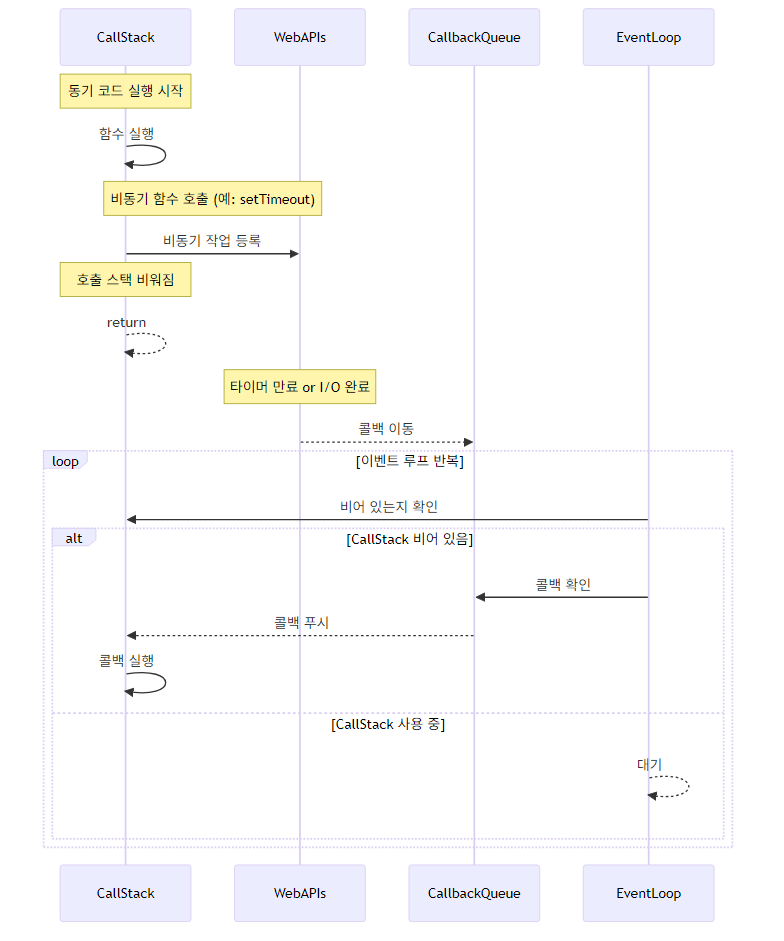 CallStack
WebAPIs
CallbackQueue
EventLoop
동기 코드 실행 시작
함수 실행
비동기 함수 호출 (예: setTimeout)
비동기 작업 등록
호출 스택 비워짐
return
타이머 만료 or I/O 완료
콜백 이동
loop
[이벤트 루프 반복]
비어 있는지 확인
alt
[CallStack 비어 있음]
콜백 확인
콜백 푸시
콜백 실행
[CallStack 사용 중]
대기
CallStack
WebAPIs
CallbackQueue
EventLoop